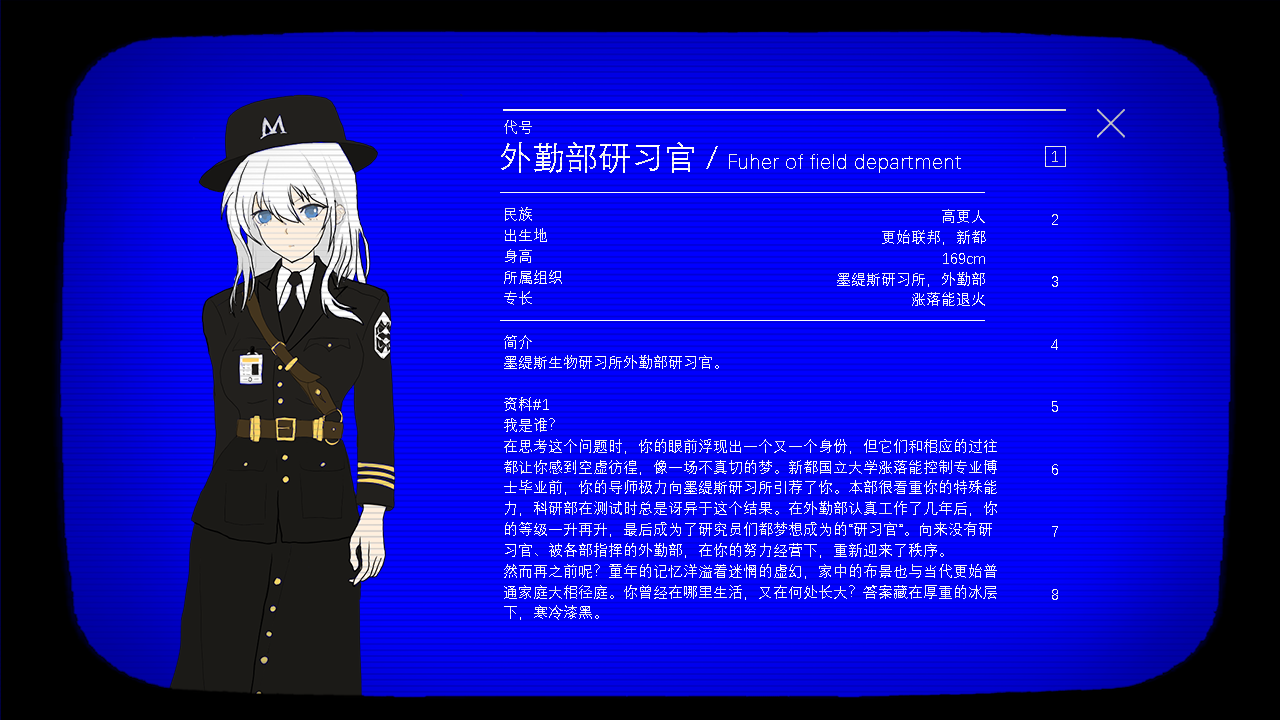 M
代号
外勤部研习官 / Fuher of field department
1
民族 高更人
2
出生地 更始联邦，新都
身高 169cm
所属组织 墨缇斯研习所，外勤部
3
专长 涨落能退火
简介
4
墨缇斯生物研习所外勤部研习官。
资料#1
5
我是谁？
在思考这个问题时，你的眼前浮现出一个又一个身份，但它们和相应的过往
都让你感到空虚彷徨，像一场不真切的梦。新都国立大学涨落能控制专业博
6
士毕业前，你的导师极力向墨缇斯研习所引荐了你。本部很看重你的特殊能
力，科研部在测试时总是讶异于这个结果。在外勤部认真工作了几年后，你
的等级一升再升，最后成为了研究员们都梦想成为的“研习官”。向来没有研
7
习官、被各部指挥的外勤部，在你的努力经营下，重新迎来了秩序。
然而再之前呢？童年的记忆洋溢着迷惘的虚幻，家中的布景也与当代更始普
通家庭大相径庭。你曾经在哪里生活，又在何处长大？答案藏在厚重的冰层
8
下，寒冷漆黑。